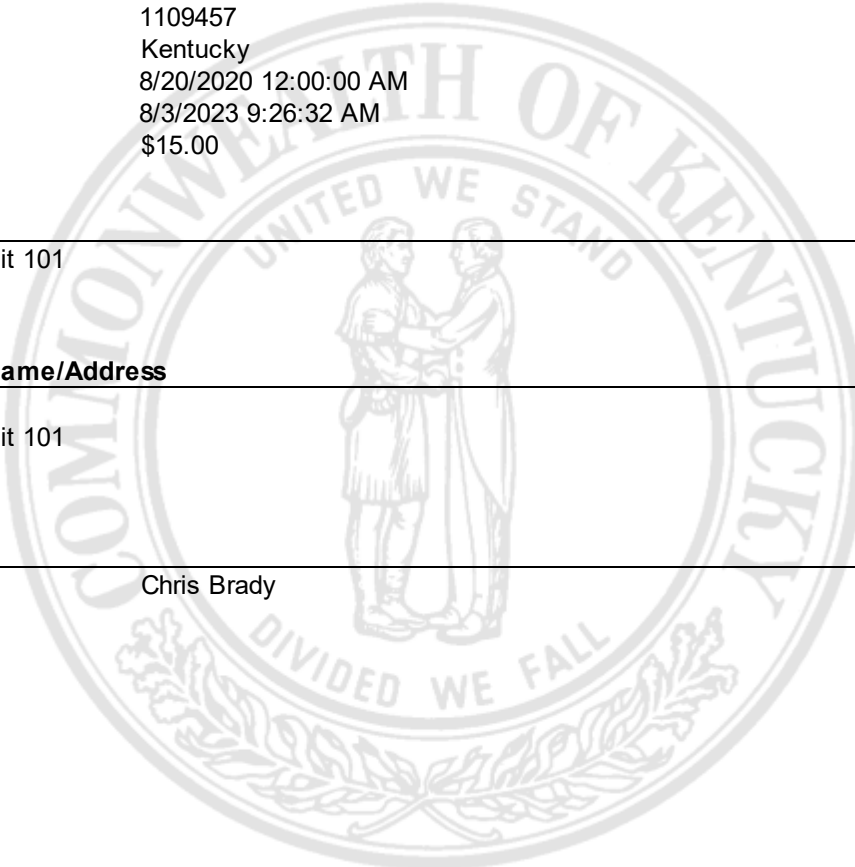 1109457
Kentucky
8/20/2020 12:00:00 AM
8/3/2023 9:26:32 AM
$15.00
it 101
ame/Address
it 101
Chris Brady
COMMONWEALTH OF KENTUCKY
UNITED WE STAND
DIVIDED WE FALL